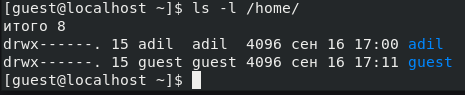 [guest@localhost ~]$ ls -l /home/
итого 8
drwx------. 15 adil  adil  4096 сен 16 17:00 adil
drwx------. 15 guest guest 4096 сен 16 17:11 guest
[guest@localhost ~]$